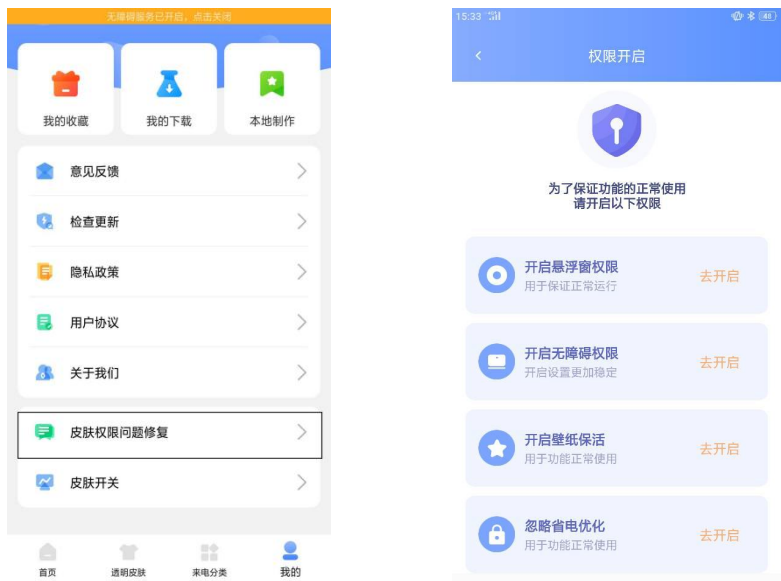 无障碍服务已开启，点击关闭
我的收藏
我的下载
本地制作
意见反馈
检查更新
隐私政策
用户协议
关于我们
皮肤权限问题修复
皮肤开关
首页
透明皮肤
来电分类
我的
15:33
40
权限开启
为了保证功能的正常使用
请开启以下权限
开启悬浮窗权限
用于保证正常运行
去开启
开启无障碍权限
开启设置更加稳定
去开启
开启壁纸保活
用于功能正常使用
去开启
忽略省电优化
用于功能正常使用
去开启